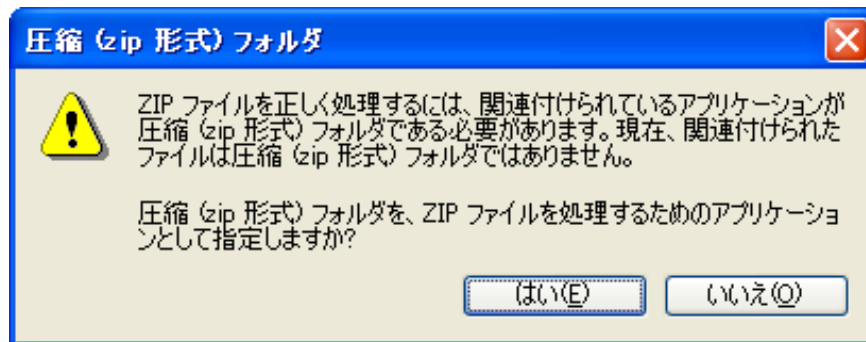 圧縮 (zip 形式) フォルダ
ZIP ファイルを正しく処理するには、関連付けられているアプリケーションが
圧縮 (zip 形式) フォルダである必要があります。現在、関連付けられた
ファイルは圧縮 (zip 形式) フォルダではありません。
圧縮 (zip 形式) フォルダを、ZIP ファイルを処理するためのアプリケーショ
ンとして指定しますか?
はい(E)
いいえ(O)